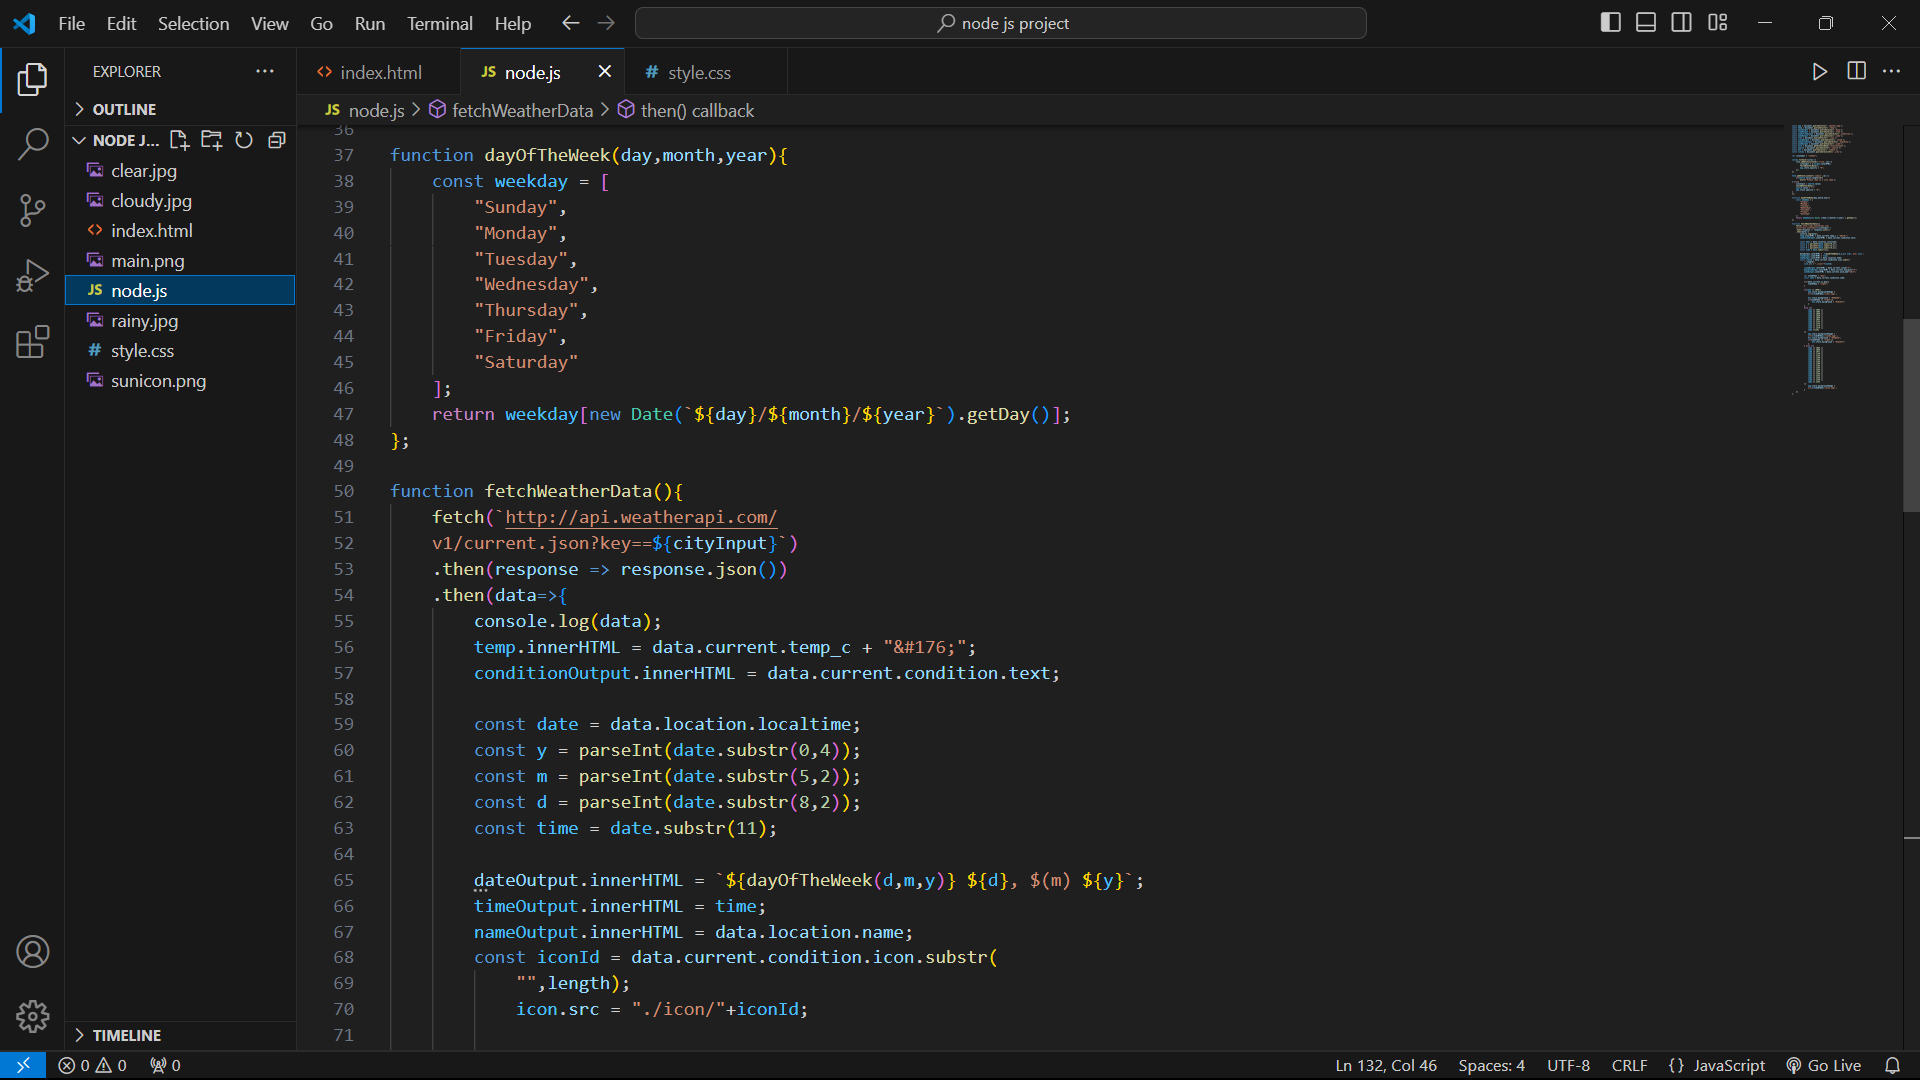 File Edit Selection View Go Run Terminal Help
node js project
EXPLORER
OUTLINE
NODE J...
clear.jpg
cloudy.jpg
index.html
main.png
JS node.js
rainy.jpg
# style.css
sunicon.png
TIMELINE
index.html JS node.js # style.css
JS node.js fetchWeatherData then() callback
36
37 function dayOfTheWeek(day,month,year){
38 const weekday = [
39 "Sunday",
40 "Monday",
41 "Tuesday",
42 "Wednesday",
43 "Thursday",
44 "Friday",
45 "Saturday"
46 ];
47 return weekday[new Date(`${day}/${month}/${year}`).getDay()];
48 };
49
50 function fetchWeatherData(){
51 fetch(`http://api.weatherapi.com/
52 v1/current.json?key==${cityInput}`)
53 .then(response => response.json())
54 .then(data=>{
55 console.log(data);
56 temp.innerHTML = data.current.temp_c + "&#176;";
57 conditionOutput.innerHTML = data.current.condition.text;
58
59 const date = data.location.localtime;
60 const y = parseInt(date.substr(0,4));
61 const m = parseInt(date.substr(5,2));
62 const d = parseInt(date.substr(8,2));
63 const time = date.substr(11);
64
65 dateOutput.innerHTML = `${dayOfTheWeek(d,m,y)} ${d}, $(m) ${y}`;
66 timeOutput.innerHTML = time;
67 nameOutput.innerHTML = data.location.name;
68 const iconId = data.current.condition.icon.substr(
69 "",length);
70 icon.src = "./icon/"+iconId;
71
0 0 0
Ln 132, Col 46 Spaces: 4 UTF-8 CRLF {} JavaScript Go Live